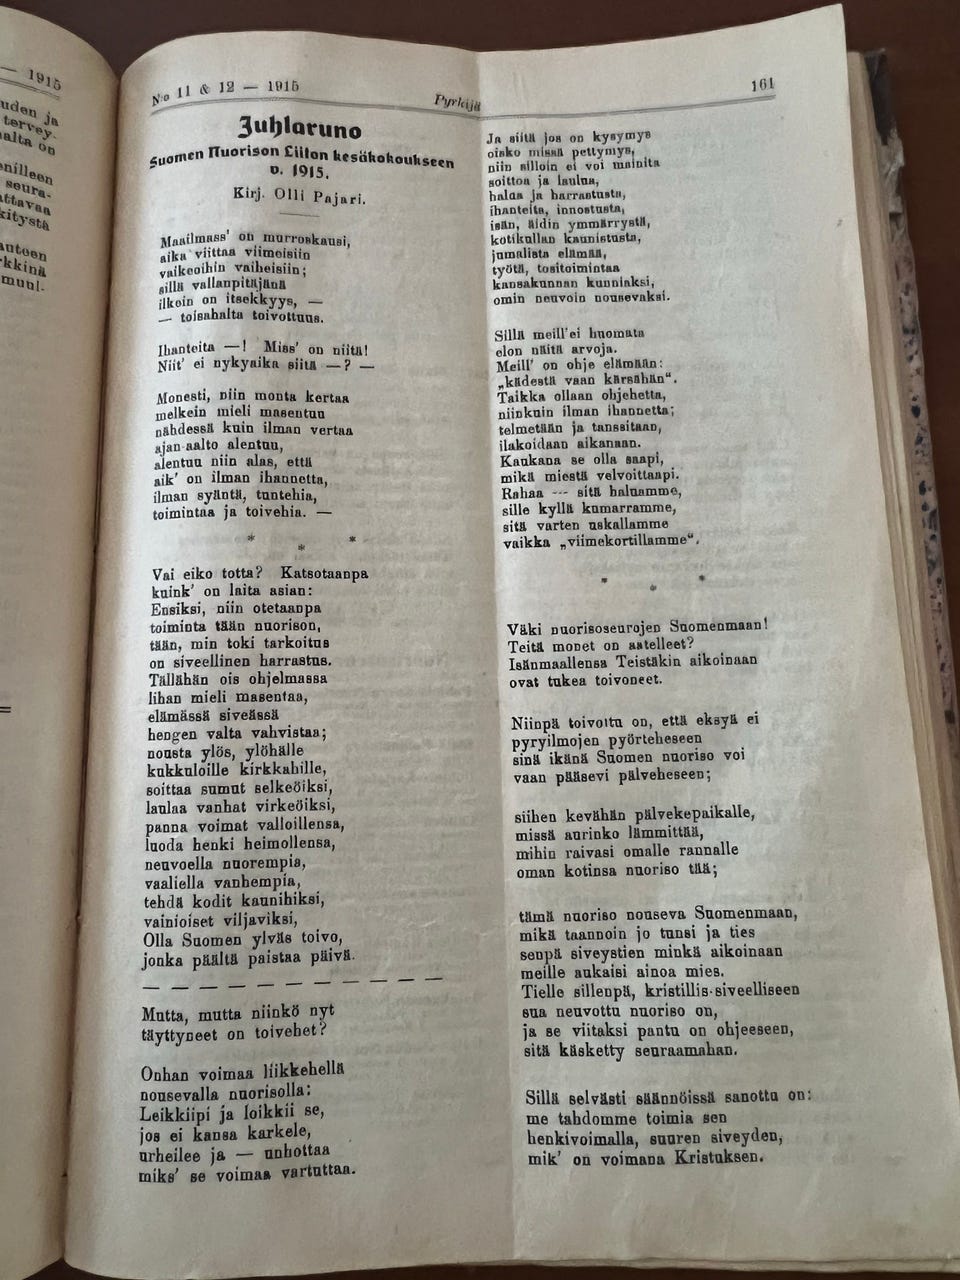 — 1915
uden ja
tervey-
alta on
enilleen
seura-
ttavaa
kitystä
auteen
rkkinä
muul-
N:o 11 & 12 — 1915
Pyrkijä
161
Juhlaruno
Suomen Nuorison Liiton kesäkokoukseen
v. 1915.
Kirj. Olli Pajari.
Maailmass' on murroskausi,
aika viittaa viimeisiin
vaikeoihin vaiheisiin;
sillä vallanpitäjänä
ilkein on itsekkyys, —
— toisahalta toivottuus.
Ihanteita —! Miss' on niitä!
Niit' ei nykyaika siitä —? —
Monesti, niin monta kertaa
melkein mieli masentuu
nähdessä kuin ilman vertaa
ajan aalto alentuu,
alentuu niin alas, että
aik' on ilman ihannetta,
ilman syäntä, tuntehia,
toimintaa ja toivehia. —
* * *
Vai eikö totta? Katsotaanpa
kuink' on laita asian:
Ensiksi, niin otetaanpa
toiminta tään nuorison,
tään, min toki tarkoitus
on siveellinen harrastus.
Tällähän ois ohjelmassa
lihan mieli masentaa,
elämässä siveässä
hengen valta vahvistaa;
nousta ylös, ylöhälle
kukkuloille kirkkahille,
soittaa sumut selkeöiksi,
laulaa vanhat virkeöiksi,
panna voimat valloillensa,
luoda henki heimollensa,
neuvoella nuorempia,
vaaliella vanhempia,
tehdä kodit kaunihiksi,
vainioiset viljaviksi,
Olla Suomen ylväs toivo,
jonka päältä paistaa päivä.
— — — — — — — — — —
Mutta, mutta niinkö nyt
täyttyneet on toivehet?
Onhan voimaa liikkehellä
nousevalla nuorisolla:
Leikkiipi ja loikkii se,
jos ei kansa karkele,
urheilee ja — unhottaa
miks' se voimaa vartuttaa.
Ja siitä jos on kysymys
oisko missä pettymys,
niin silloin ei voi mainita
soittoa ja laulua,
halua ja harrastusta,
ihanteita, innostusta,
isän, äidin ymmärrystä,
kotikullan kaunistusta,
jumalista elämää,
työtä, tositoimintaa
kansakunnan kunniaksi,
omin neuvoin nousevaksi.
Sillä meill'ei huomata
elon näitä arvoja.
Meill' on ohje elämään:
„kädestä vaan kärsähän“.
Taikka ollaan ohjehetta,
niinkuin ilman ihannetta;
telmetään ja tanssitaan,
ilakoidaan aikanaan.
Kaukana se olla saapi,
mikä miestä velvoittaapi.
Rahaa --- sitä haluamme,
sille kyllä kumarramme,
sitä varten uskallamme
vaikka „viimekortillamme“.
* * *
Väki nuorisoseurojen Suomenmaan!
Teitä monet on aatelleet?
Isänmaallensa Teistäkin aikoinaan
ovat tukea toivoneet.
Niinpä toivottu on, että eksyä ei
pyryilmojen pyörteheseen
sinä ikänä Suomen nuoriso voi
vaan pääsevi pälveheseen;
siihen kevähän pälvekepaikalle,
missä aurinko lämmittää,
mihin raivasi omalle rannalle
oman kotinsa nuoriso tää;
tämä nuoriso nouseva Suomenmaan,
mikä taannoin jo tunsi ja ties
senpä siveystien minkä aikoinaan
meille aukaisi ainoa mies.
Tielle sillenpä, kristillis-siveelliseen
sua neuvottu nuoriso on,
ja se viitaksi pantu on ohjeeseen,
sitä käsketty seuraamahan.
Sillä selvästi säännöissä sanottu on:
me tahdomme toimia sen
henkivoimalla, suuren siveyden,
mik' on voimana Kristuksen.